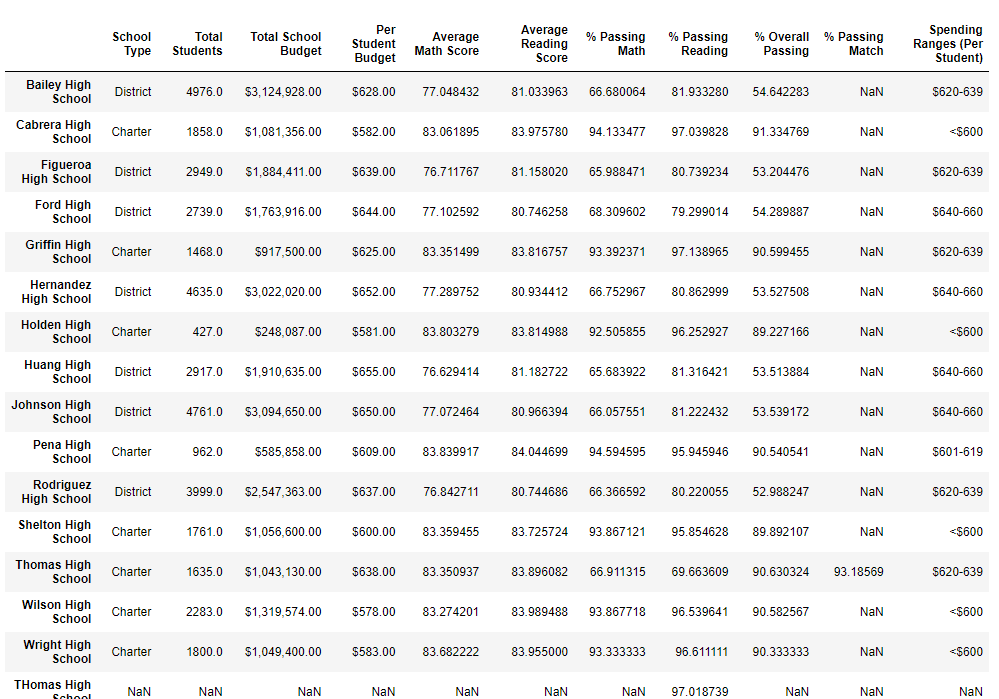 School Type Total Students Total School Budget Per Student Budget Average Math Score Average Reading Score % Passing Math % Passing Reading % Overall Passing % Passing Match Spending Ranges (Per Student)
Bailey High School District 4976.0 $3,124,928.00 $628.00 77.048432 81.033963 66.680064 81.933280 54.642283 NaN $620-639
Cabrera High School Charter 1858.0 $1,081,356.00 $582.00 83.061895 83.975780 94.133477 97.039828 91.334769 NaN <$600
Figueroa High School District 2949.0 $1,884,411.00 $639.00 76.711767 81.158020 65.988471 80.739234 53.204476 NaN $620-639
Ford High School District 2739.0 $1,763,916.00 $644.00 77.102592 80.746258 68.309602 79.299014 54.289887 NaN $640-660
Griffin High School Charter 1468.0 $917,500.00 $625.00 83.351499 83.816757 93.392371 97.138965 90.599455 NaN $620-639
Hernandez High School District 4635.0 $3,022,020.00 $652.00 77.289752 80.934412 66.752967 80.862999 53.527508 NaN $640-660
Holden High School Charter 427.0 $248,087.00 $581.00 83.803279 83.814988 92.505855 96.252927 89.227166 NaN <$600
Huang High School District 2917.0 $1,910,635.00 $655.00 76.629414 81.182722 65.683922 81.316421 53.513884 NaN $640-660
Johnson High School District 4761.0 $3,094,650.00 $650.00 77.072464 80.966394 66.057551 81.222432 53.539172 NaN $640-660
Pena High School Charter 962.0 $585,858.00 $609.00 83.839917 84.044699 94.594595 95.945946 90.540541 NaN $601-619
Rodriguez High School District 3999.0 $2,547,363.00 $637.00 76.842711 80.744686 66.366592 80.220055 52.988247 NaN $620-639
Shelton High School Charter 1761.0 $1,056,600.00 $600.00 83.359455 83.725724 93.867121 95.854628 89.892107 NaN <$600
Thomas High School Charter 1635.0 $1,043,130.00 $638.00 83.350937 83.896082 66.911315 69.663609 90.630324 93.18569 $620-639
Wilson High School Charter 2283.0 $1,319,574.00 $578.00 83.274201 83.989488 93.867718 96.539641 90.582567 NaN <$600
Wright High School Charter 1800.0 $1,049,400.00 $583.00 83.682222 83.955000 93.333333 96.611111 90.333333 NaN <$600
THomas High School NaN NaN NaN NaN NaN NaN NaN 97.018739 NaN NaN NaN